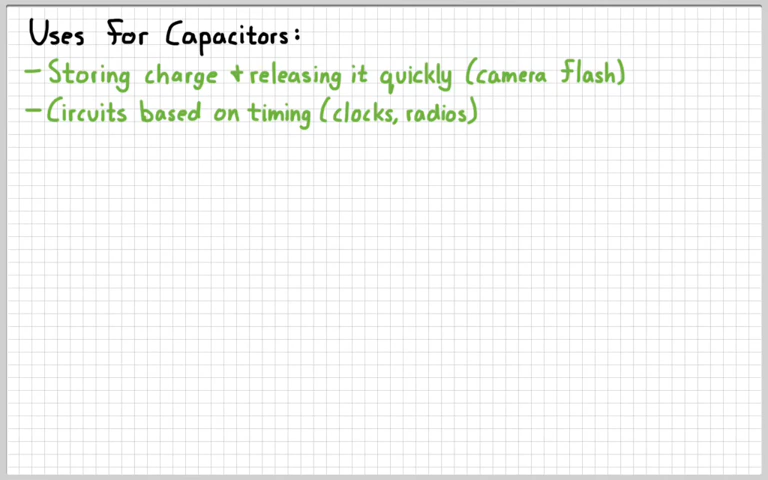 Uses for Capacitors:
- Storing charge + releasing it quickly (camera flash)
- Circuits based on timing (clocks, radios)